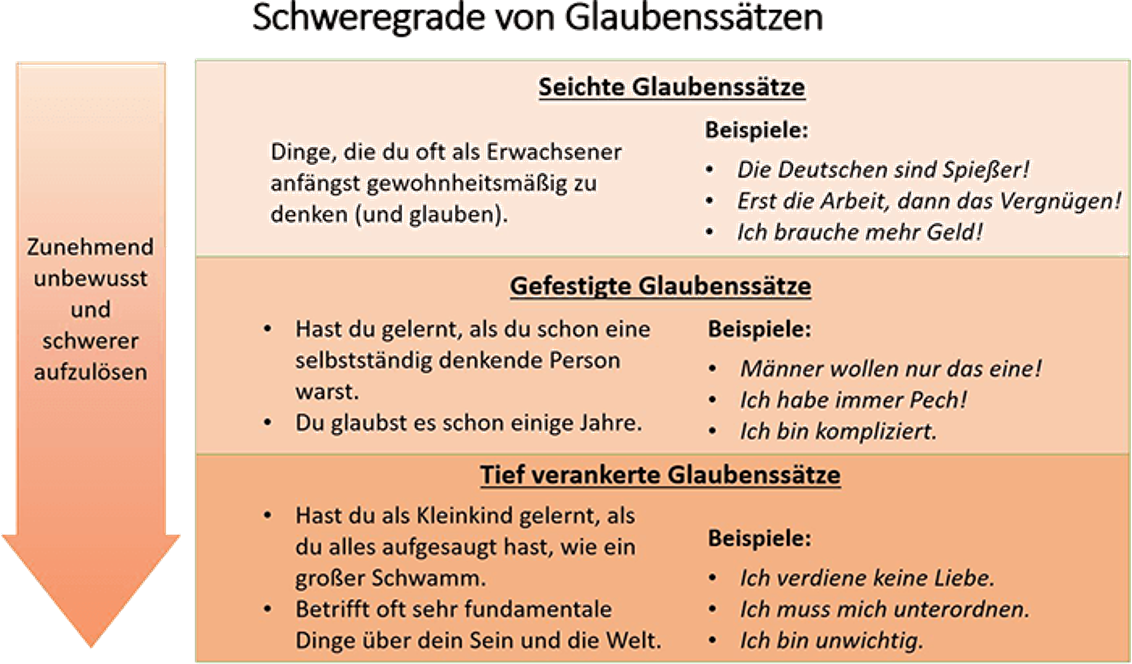 Schweregrade von Glaubenssätzen
Zunehmend
unbewusst
und
schwerer
aufzulösen
Seichte Glaubenssätze
Dinge, die du oft als Erwachsener
anfängst gewohnheitsmäßig zu
denken (und glauben).
Beispiele:
• Die Deutschen sind Spießer!
• Erst die Arbeit, dann das Vergnügen!
• Ich brauche mehr Geld!
Gefestigte Glaubenssätze
• Hast du gelernt, als du schon eine
selbstständig denkende Person
warst.
• Du glaubst es schon einige Jahre.
Beispiele:
• Männer wollen nur das eine!
• Ich habe immer Pech!
• Ich bin kompliziert.
Tief verankerte Glaubenssätze
• Hast du als Kleinkind gelernt, als
du alles aufgesaugt hast, wie ein
großer Schwamm.
• Betrifft oft sehr fundamentale
Dinge über dein Sein und die Welt.
Beispiele:
• Ich verdiene keine Liebe.
• Ich muss mich unterordnen.
• Ich bin unwichtig.